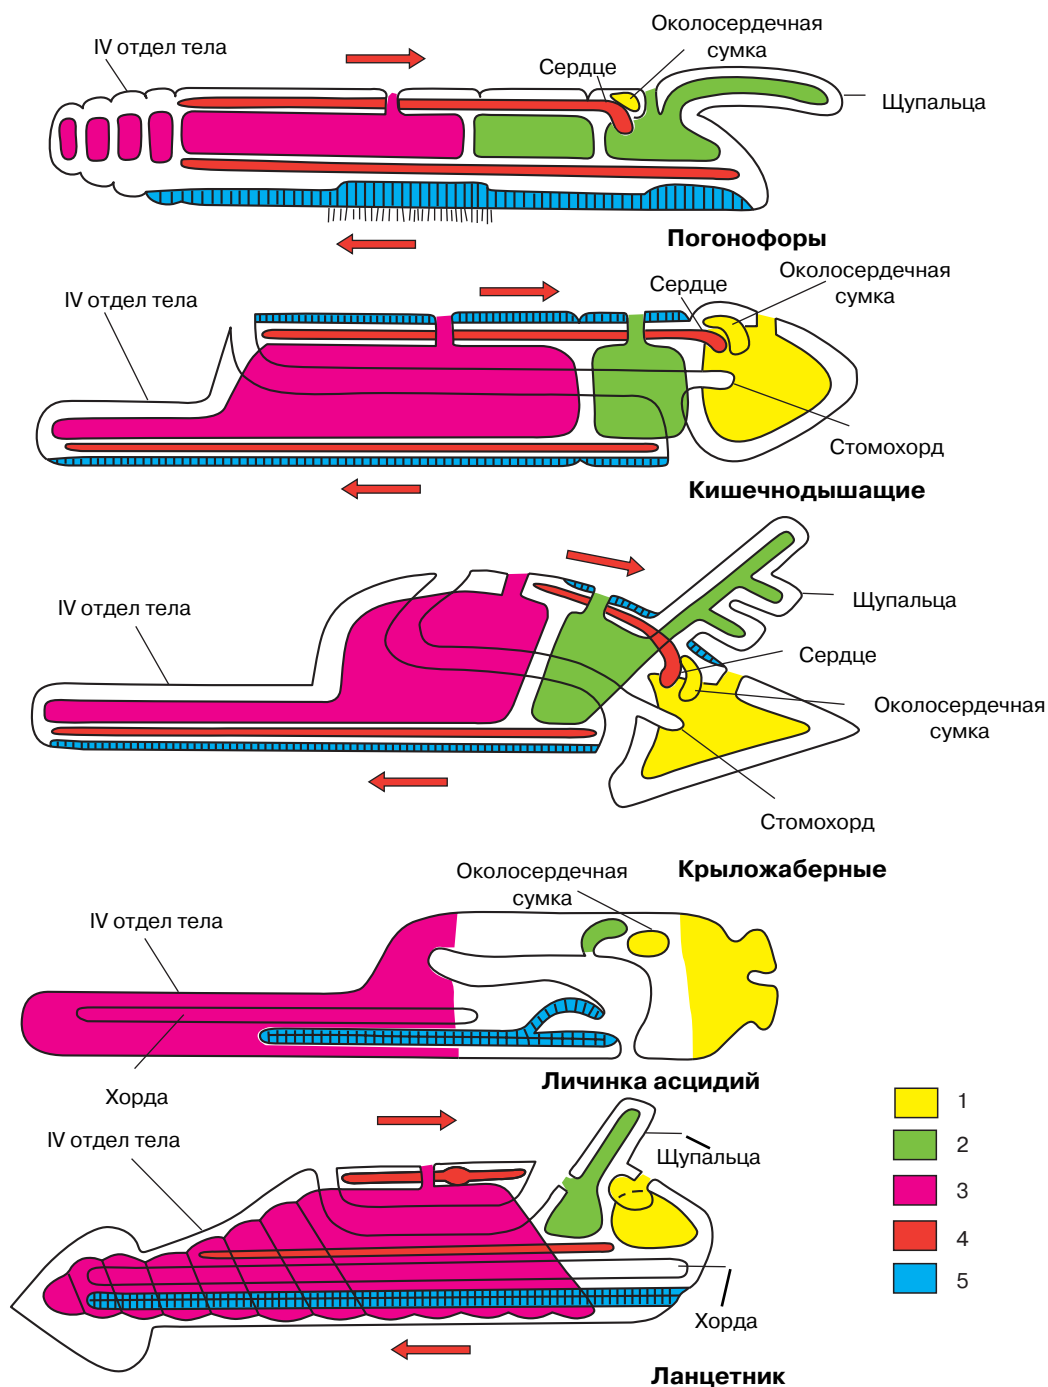 Околосердечная
сумка
IV отдел тела
Сердце
Щупальца
Погонофоры
Околосердечная
сумка
Сердце
IV отдел тела
Стомохорд
Кишечнодышащие
IV отдел тела
Щупальца
Сердце
Околосердечная
сумка
Стомохорд
Крыложаберные
Околосердечная
сумка
IV отдел тела
Личинка асцидий
Хорда
1
IV отдел тела
2
Щупальца
3
4
5
Хорда
Ланцетник